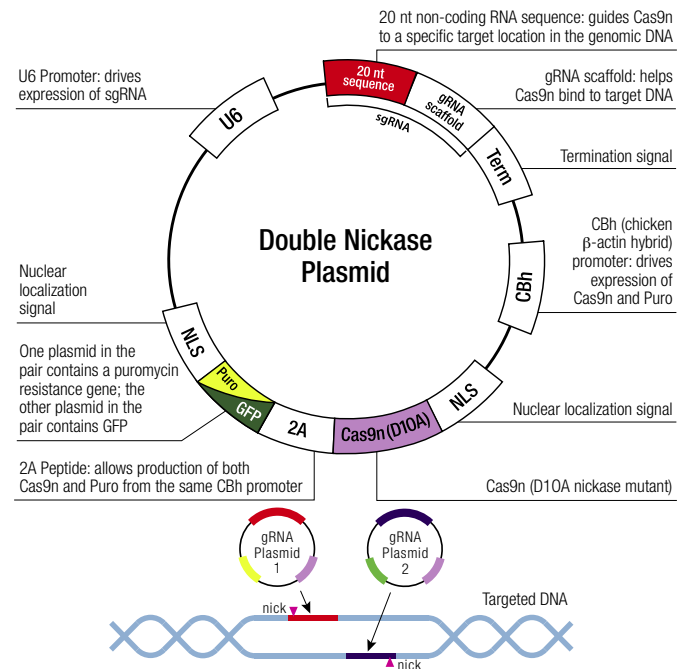 20 nt non-coding RNA sequence: guides Cas9n
to a specific target location in the genomic DNA
U6 Promoter: drives
expression of sgRNA
gRNA scaffold: helps
Cas9n bind to target DNA
20 nt
sequence
gRNA
scaffold
sgRNA
U6
Term
Termination signal
Double Nickase
Plasmid
CBh (chicken
β-actin hybrid)
promoter: drives
expression of
Cas9n and Puro
CBh
Nuclear
localization
signal
NLS
One plasmid in the
pair contains a puromycin
resistance gene; the
other plasmid in the
pair contains GFP
Puro
GFP
2A
Cas9n (D10A)
NLS
Nuclear localization signal
2A Peptide: allows production of both
Cas9n and Puro from the same CBh promoter
Cas9n (D10A nickase mutant)
gRNA
Plasmid
1
gRNA
Plasmid
2
nick
Targeted DNA
nick